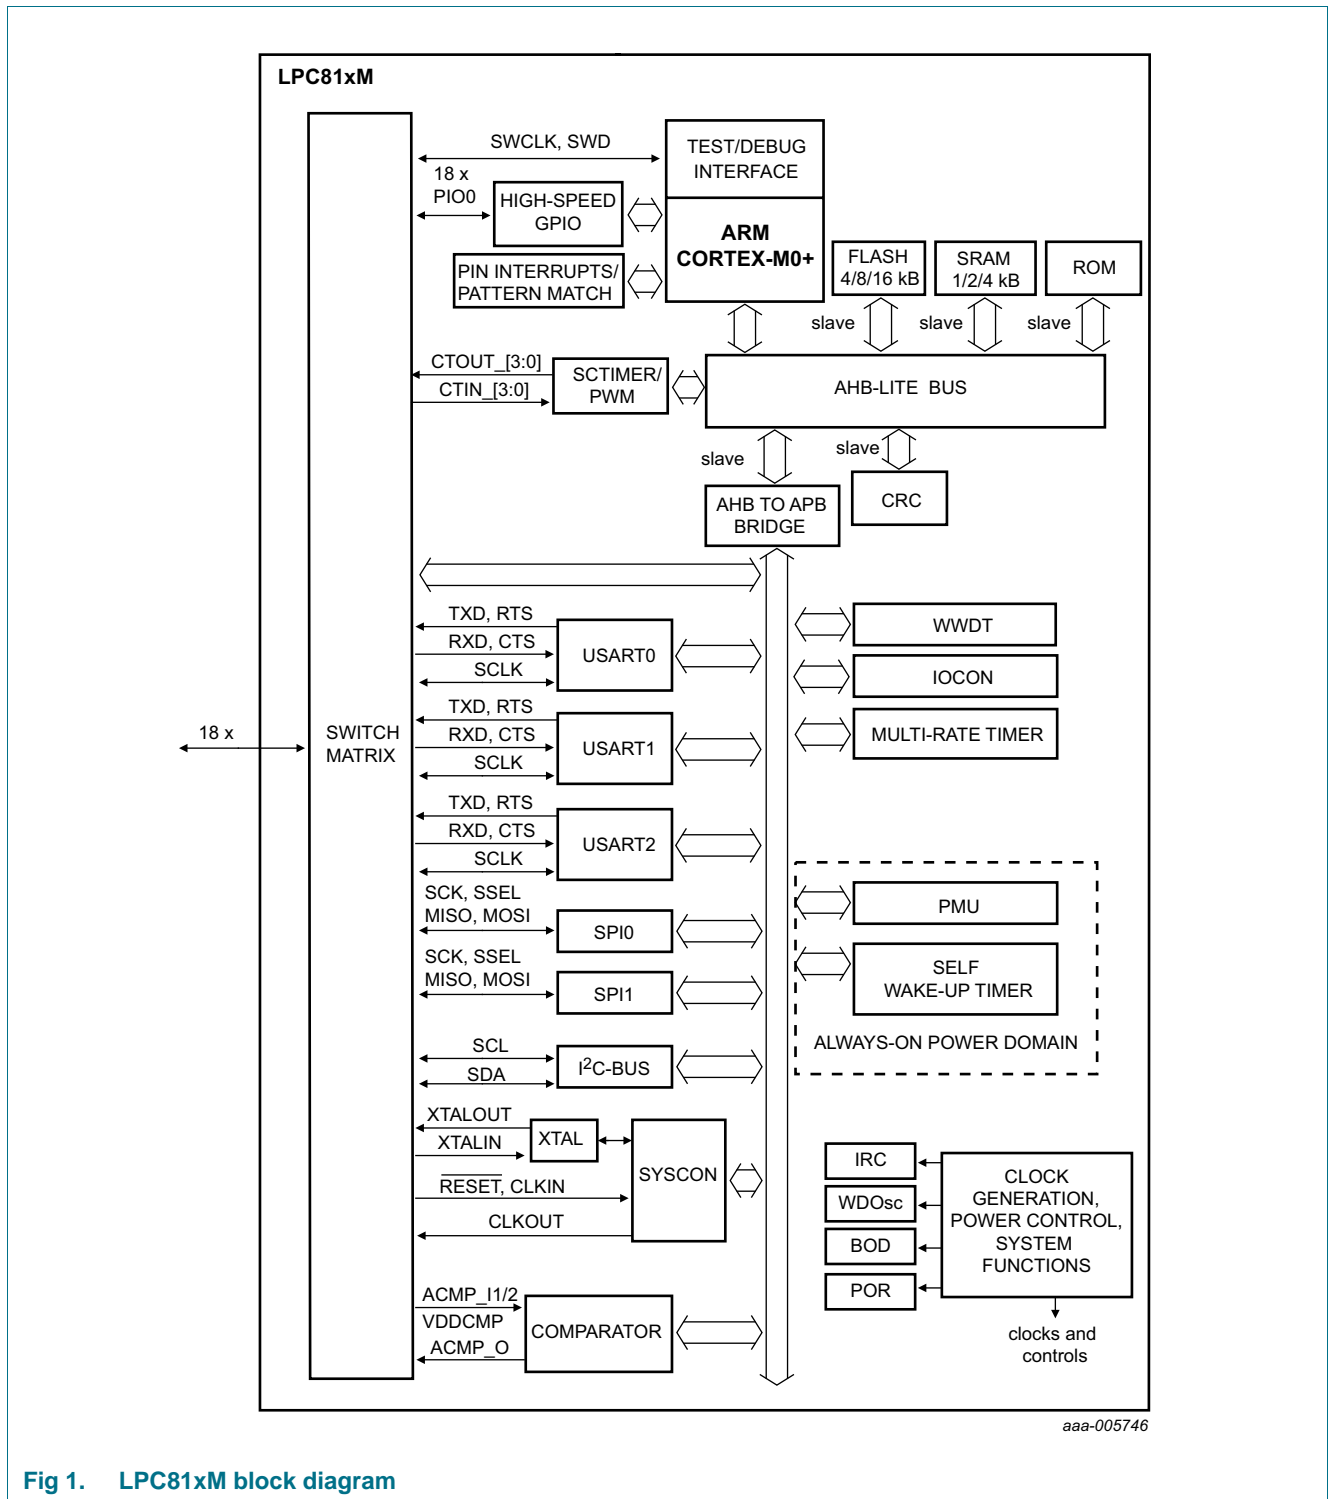 LPC81xM
SWCLK, SWD
TEST/DEBUG
INTERFACE
18 x
PIO0
HIGH-SPEED
GPIO
ARM
CORTEX-M0+
PIN INTERRUPTS/
PATTERN MATCH
FLASH
4/8/16 kB
SRAM
1/2/4 kB
ROM
slave
slave
slave
CTOUT_[3:0]
CTIN_[3:0]
SCTIMER/
PWM
AHB-LITE BUS
slave
slave
AHB TO APB
BRIDGE
CRC
TXD, RTS
RXD, CTS
SCLK
USART0
WWDT
IOCON
18 x
SWITCH
MATRIX
TXD, RTS
RXD, CTS
SCLK
USART1
MULTI-RATE TIMER
TXD, RTS
RXD, CTS
SCLK
USART2
SCK, SSEL
MISO, MOSI
SPI0
PMU
SCK, SSEL
MISO, MOSI
SPI1
SELF
WAKE-UP TIMER
ALWAYS-ON POWER DOMAIN
SCL
SDA
I2C-BUS
XTALOUT
XTALIN
XTAL
RESET, CLKIN
CLKOUT
SYSCON
IRC
WDOsc
BOD
POR
CLOCK
GENERATION,
POWER CONTROL,
SYSTEM
FUNCTIONS
clocks and
controls
ACMP_I1/2
VDDCMP
ACMP_O
COMPARATOR
aaa-005746
Fig 1. LPC81xM block diagram